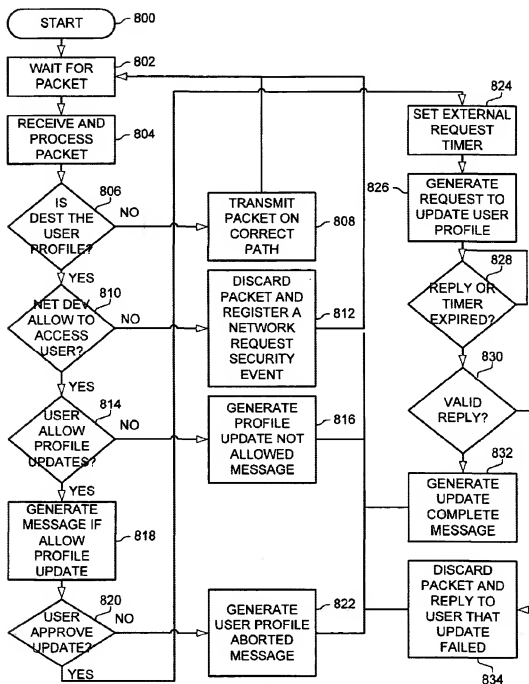 START
800
WAIT FOR
PACKET
802
RECEIVE AND
PROCESS
PACKET
804
IS
DEST THE
USER
PROFILE?
806
NO
YES
TRANSMIT
PACKET ON
CORRECT
PATH
808
NET DEV
ALLOW TO
ACCESS
USER?
810
NO
YES
DISCARD
PACKET AND
REGISTER A
NETWORK
REQUEST
SECURITY
EVENT
812
USER
ALLOW
PROFILE
UPDATES?
814
NO
YES
GENERATE
PROFILE
UPDATE NOT
ALLOWED
MESSAGE
816
GENERATE
MESSAGE IF
ALLOW
PROFILE
UPDATE
818
USER
APPROVE
UPDATE?
820
NO
YES
GENERATE
USER PROFILE
ABORTED
MESSAGE
822
824
SET EXTERNAL
REQUEST
TIMER
826
GENERATE
REQUEST TO
UPDATE USER
PROFILE
828
REPLY OR
TIMER
EXPIRED?
830
VALID
REPLY?
832
GENERATE
UPDATE
COMPLETE
MESSAGE
DISCARD
PACKET AND
REPLY TO
USER THAT
UPDATE
FAILED
834